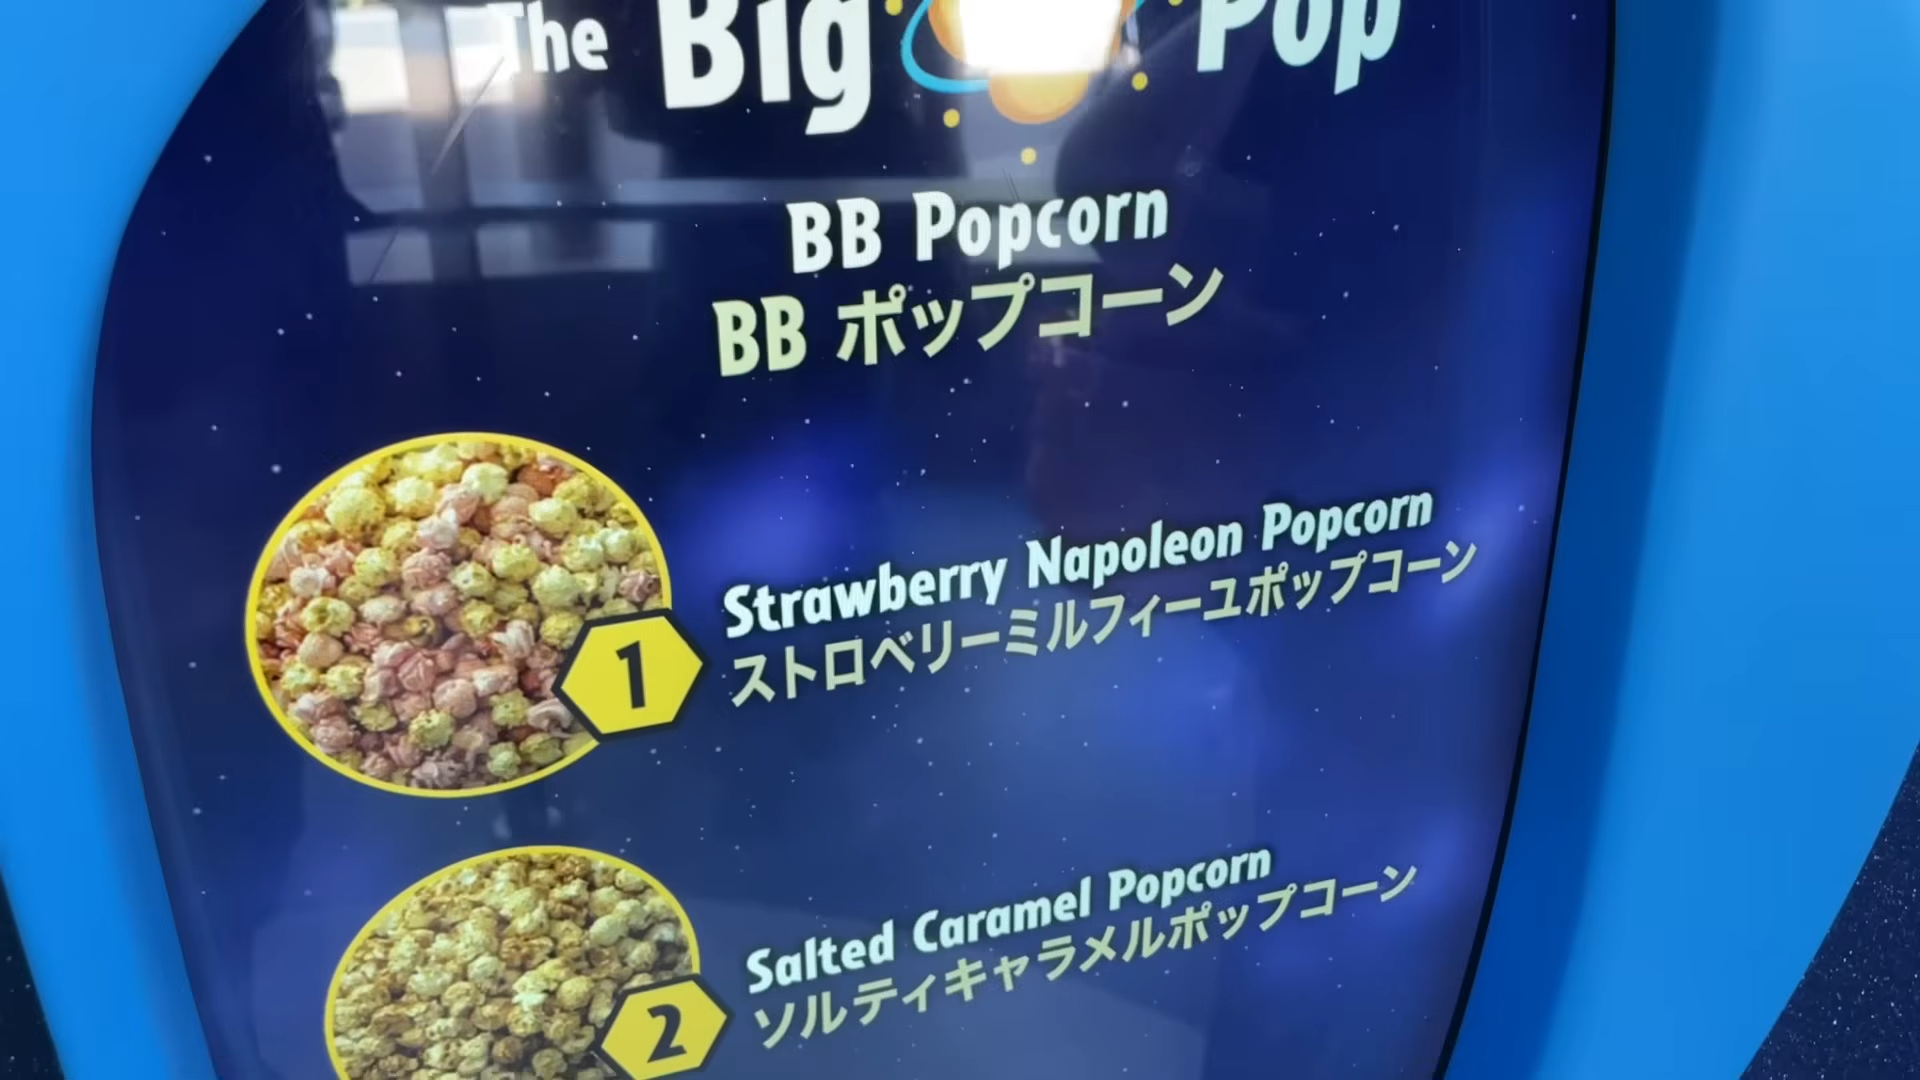 The Big Pop
BB Popcorn
BB ポップコーン
1
Strawberry Napoleon Popcorn
ストロベリーミルフィーユポップコーン
2
Salted Caramel Popcorn
ソルティキャラメルポップコーン